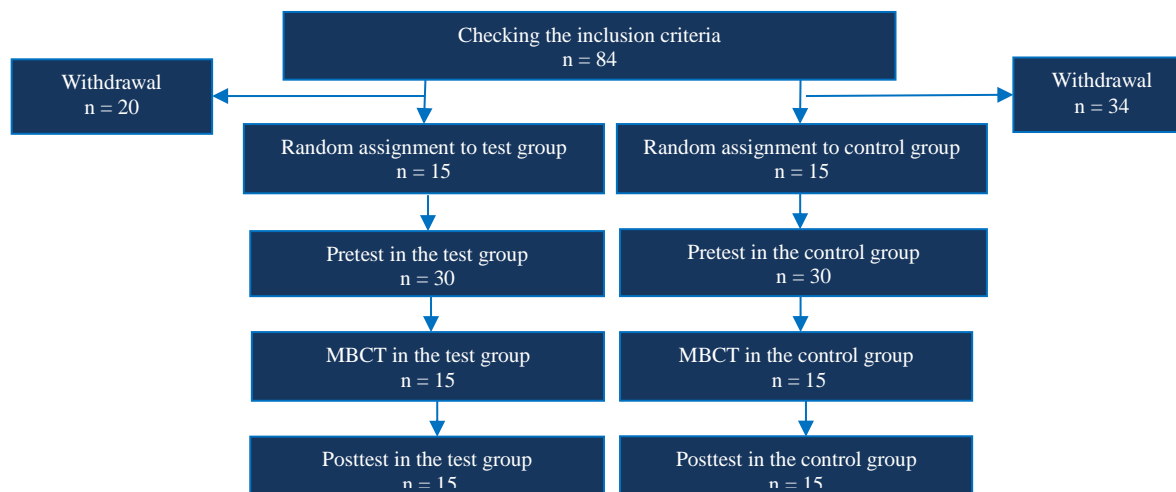 Checking the inclusion criteria
n = 84
Withdrawal
n = 20
Withdrawal
n = 34
Random assignment to test group
n = 15
Random assignment to control group
n = 15
Pretest in the test group
n = 30
Pretest in the control group
n = 30
MBCT in the test group
n = 15
MBCT in the control group
n = 15
Posttest in the test group
n = 15
Posttest in the control group
n = 15